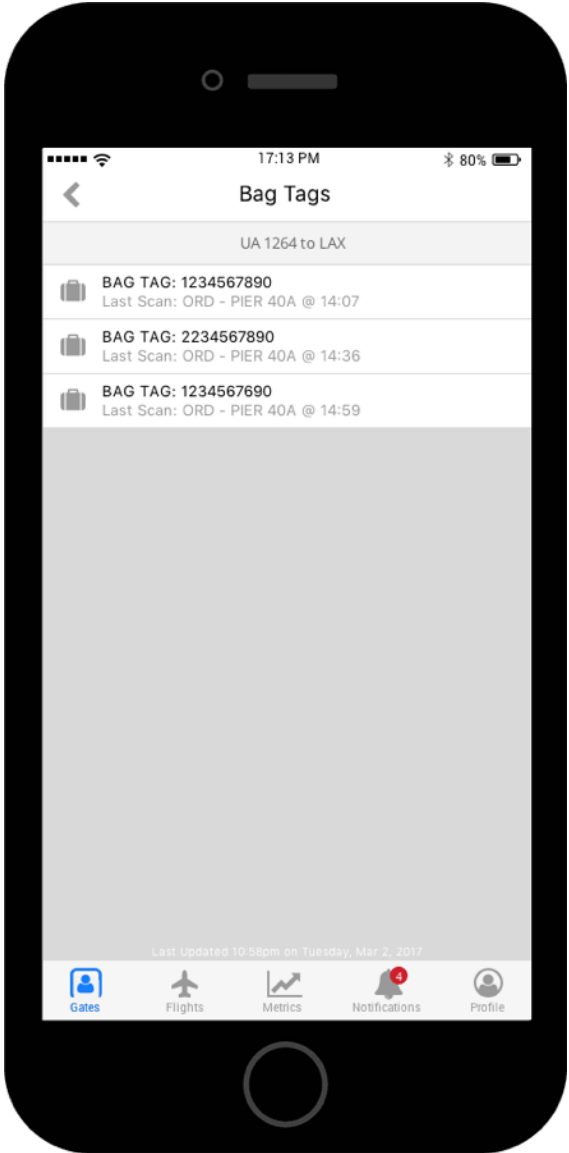 17:13 PM
80%
Bag Tags
UA 1264 to LAX
BAG TAG: 1234567890
Last Scan: ORD - PIER 40A @ 14:07
BAG TAG: 2234567890
Last Scan: ORD - PIER 40A @ 14:36
BAG TAG: 1234567690
Last Scan: ORD - PIER 40A @ 14:59
Last Updated 10:58pm on Tuesday, Mar 2, 2017
4
Gates
Flights
Metrics
Notifications
Profile